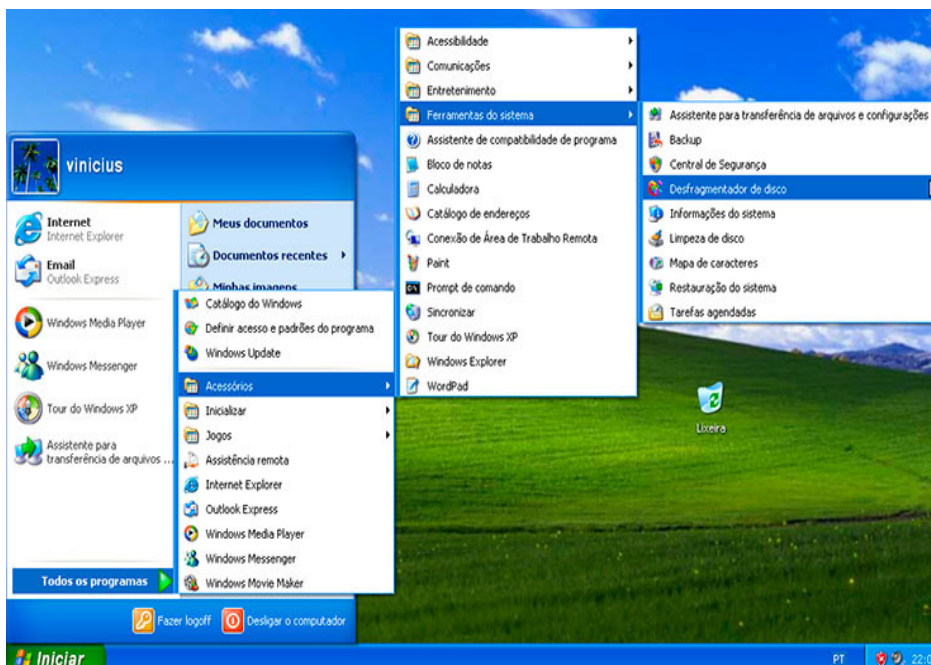 vinicius
Internet
Internet Explorer
Email
Outlook Express
Windows Media Player
Windows Messenger
Tour do Windows XP
Assistente para
transferência de arquivos ...
Todos os programas
Meus documentos
Documentos recentes
Minhas imagens
Catálogo do Windows
Definir acesso e padrões do programa
Windows Update
Acessórios
Inicializar
Jogos
Assistência remota
Internet Explorer
Outlook Express
Windows Media Player
Windows Messenger
Windows Movie Maker
Acessibilidade
Comunicações
Entretenimento
Ferramentas do sistema
Assistente de compatibilidade de programa
Bloco de notas
Calculadora
Catálogo de endereços
Conexão de Área de Trabalho Remota
Paint
Prompt de comando
Sincronizar
Tour do Windows XP
Windows Explorer
WordPad
Assistente para transferência de arquivos e configurações
Backup
Central de Segurança
Desfragmentador de disco
Informações do sistema
Limpeza de disco
Mapa de caracteres
Restauração do sistema
Tarefas agendadas
Lixeira
Fazer logoff
Desligar o computador
Iniciar
PT